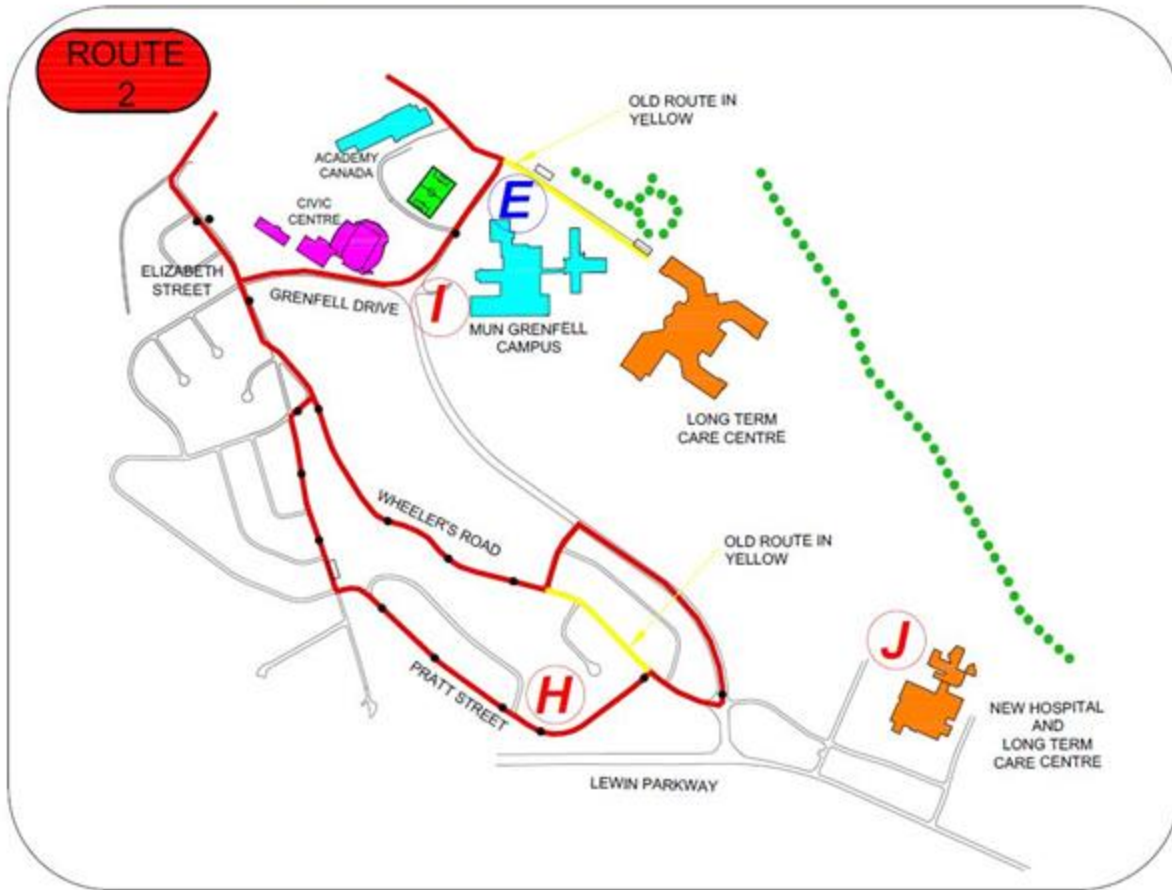 ROUTE
2
OLD ROUTE IN
YELLOW
ACADEMY
CANADA
E
CIVIC
CENTRE
ELIZABETH
STREET
GRENFELL DRIVE
I
MUN GRENFELL
CAMPUS
LONG TERM
CARE CENTRE
WHEELER'S ROAD
OLD ROUTE IN
YELLOW
J
PRATT STREET
H
NEW HOSPITAL
AND
LONG TERM
CARE CENTRE
LEWIN PARKWAY